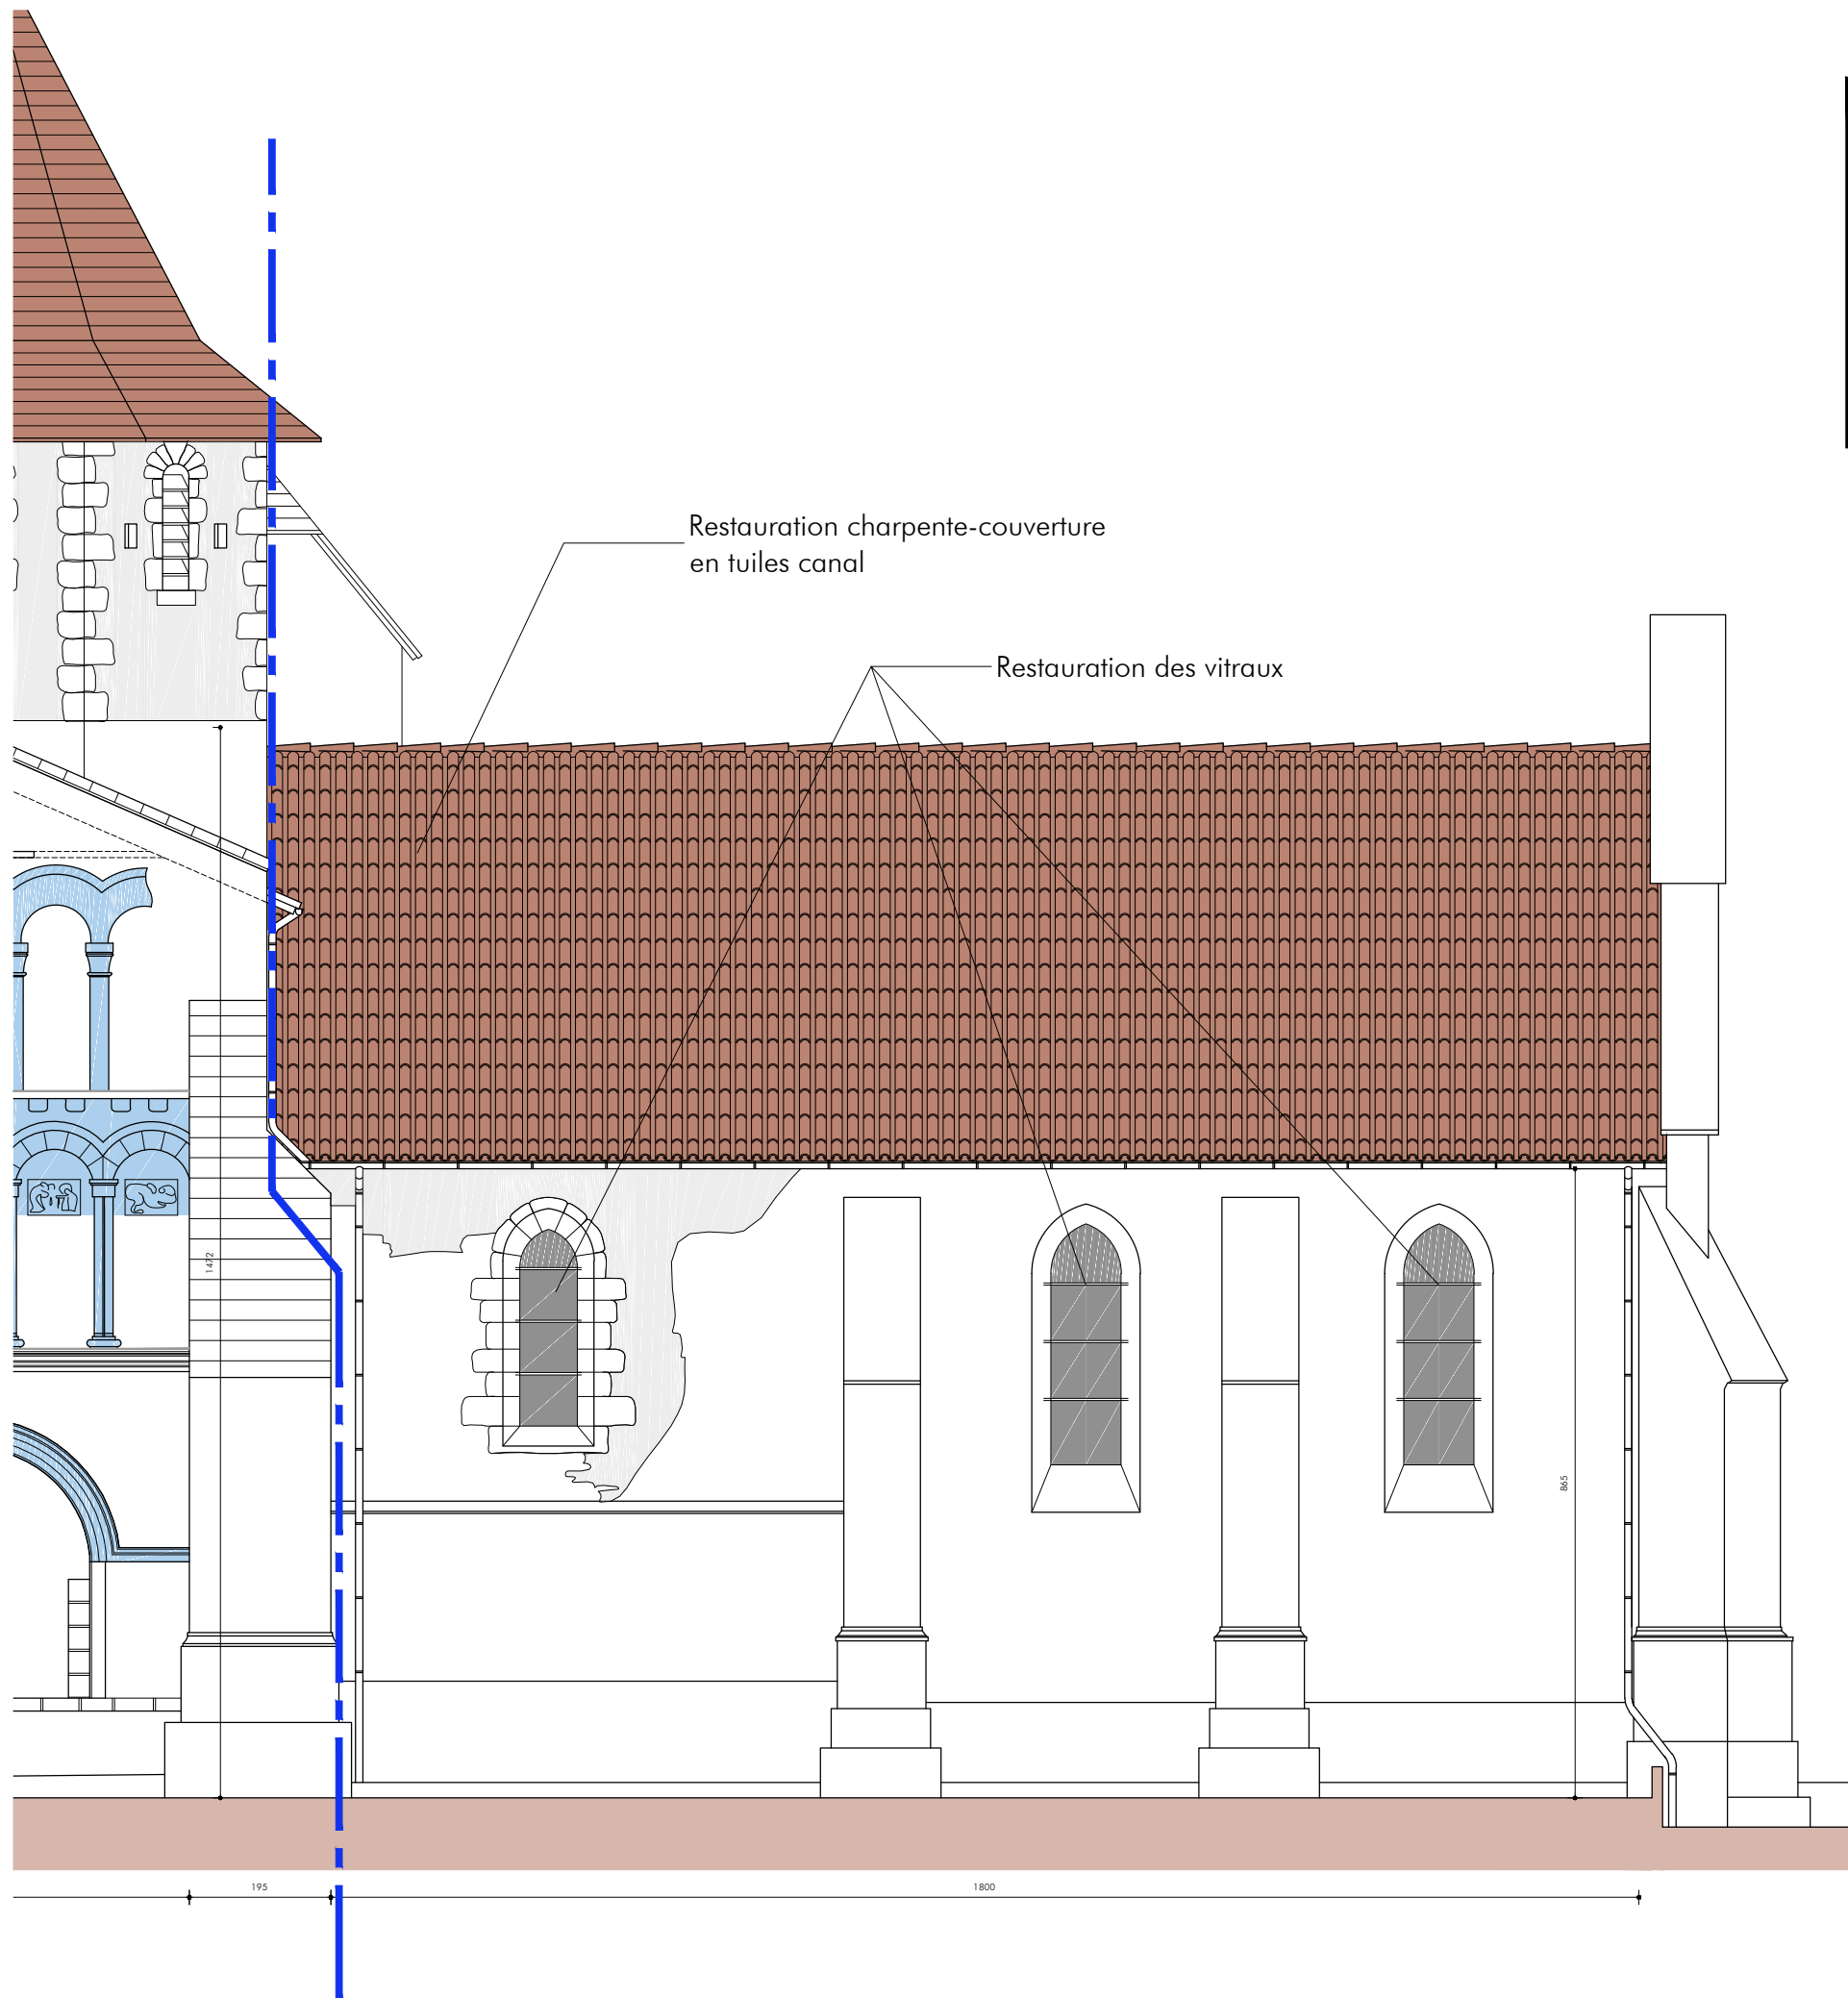 Restauration charpente-couverture
en tuiles canal
Restauration des vitraux
1472
865
195
1800